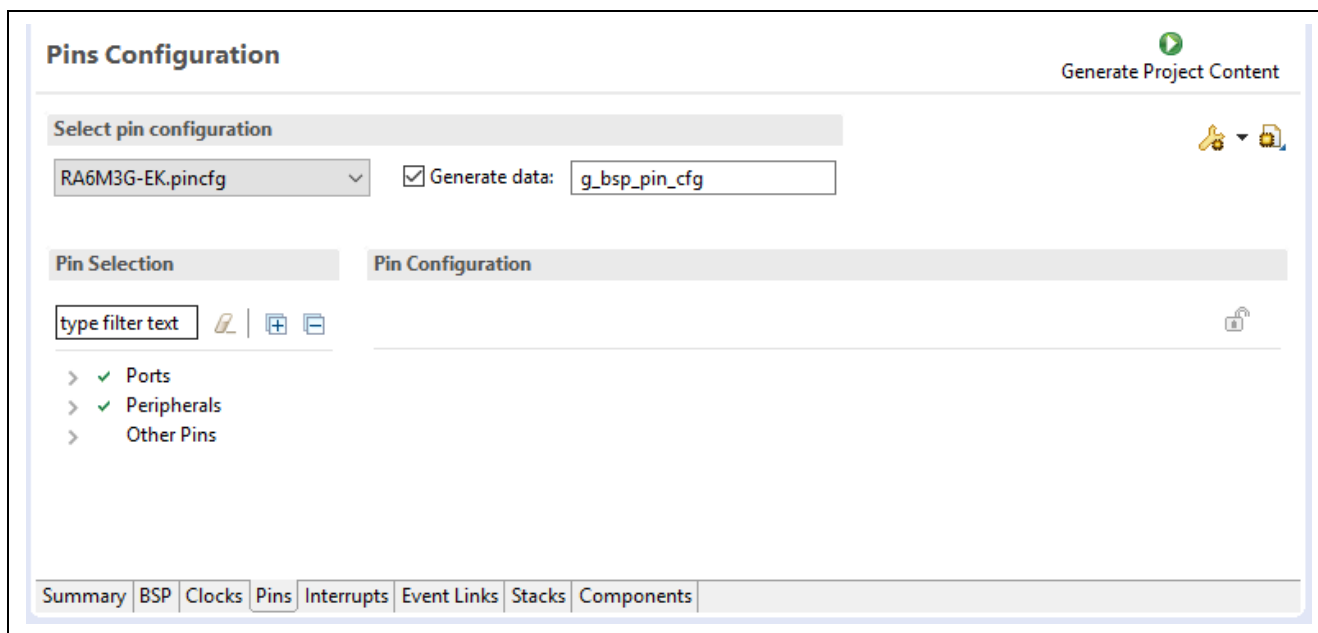 Pins Configuration
Generate Project Content
Select pin configuration
RA6M3G-EK.pincfg
Generate data:
g_bsp_pin_cfg
Pin Selection
Pin Configuration
type filter text
Ports
Peripherals
Other Pins
Summary BSP Clocks Pins Interrupts Event Links Stacks Components